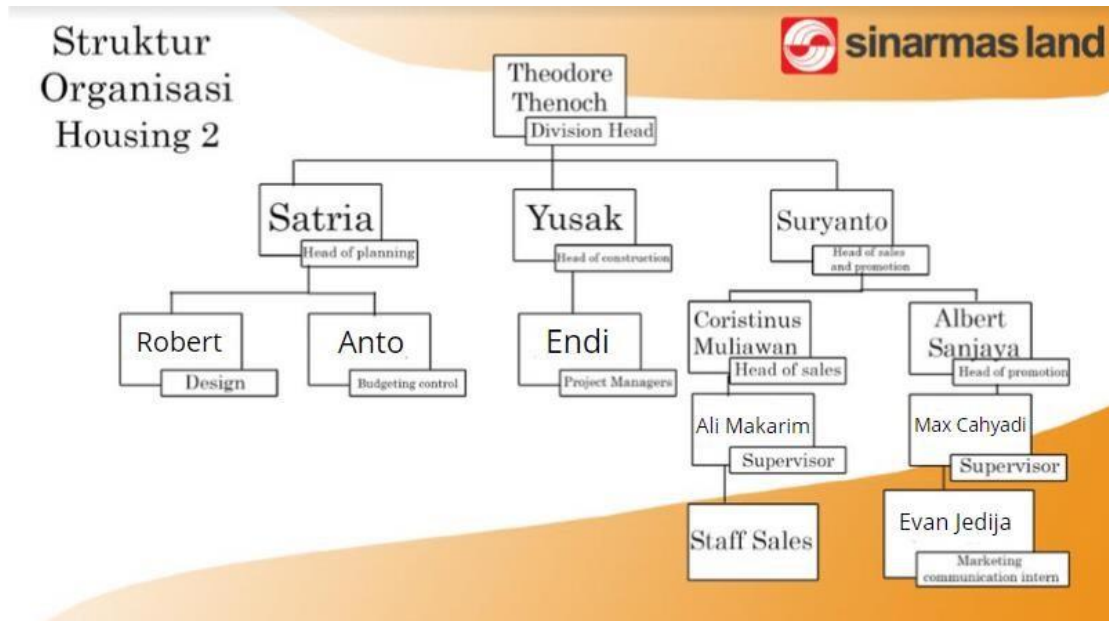 Struktur
Organisasi
Housing 2
sinarmas land
Theodore
Thenoch
Division Head
Satria
Head of planning
Yusak
Head of construction
Suryanto
Head of sales
and promotion
Robert
Design
Anto
Budgeting control
Endi
Project Managers
Coristinus
Muliawan
Head of sales
Albert
Sanjaya
Head of promotion
Ali Makarim
Supervisor
Max Cahyadi
Supervisor
Staff Sales
Evan Jedija
Marketing
communication intern